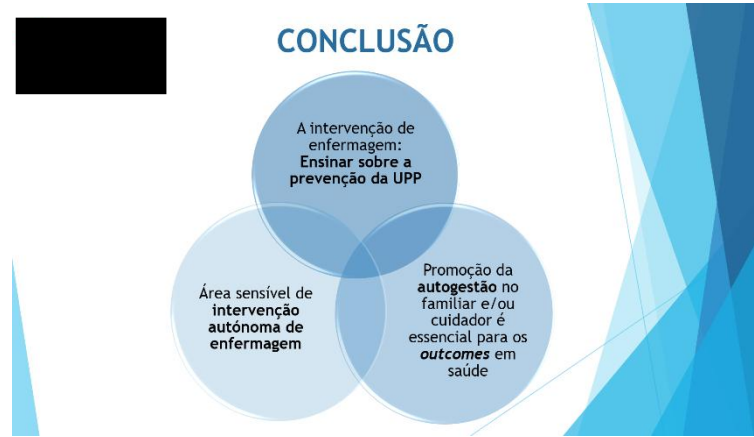 CONCLUSÃO
A intervenção de
enfermagem:
Ensinar sobre a
prevenção da UPP
Área sensível de
intervenção
autónoma de
enfermagem
Promoção da
autogestão no
familiar e/ou
cuidador é
essencial para os
outcomes em
saúde